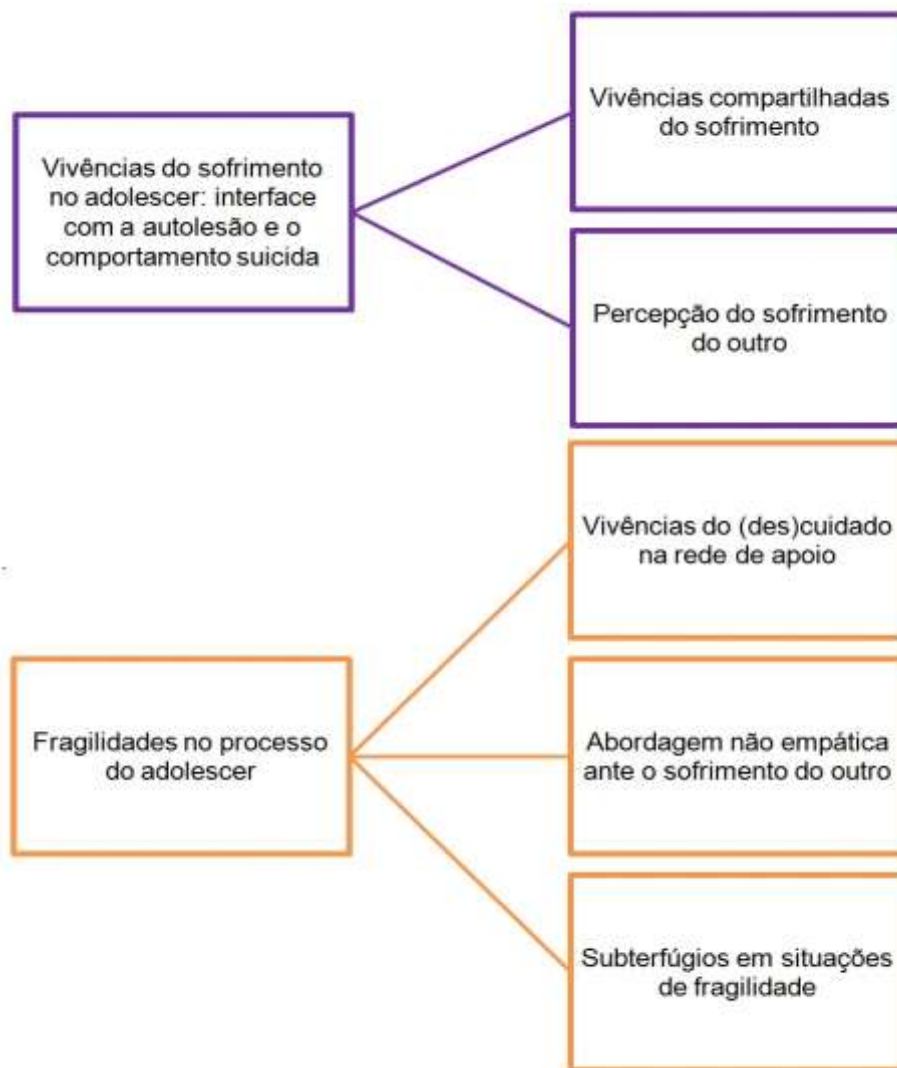 Vivências do sofrimento
no adolescer: interface
com a autolesão e o
comportamento suicida
Vivências compartilhadas
do sofrimento
Percepção do sofrimento
do outro
Fragilidades no processo
do adolescer
Vivências do (des)cuidado
na rede de apoio
Abordagem não empática
ante o sofrimento do outro
Subterfúgios em situações
de fragilidade